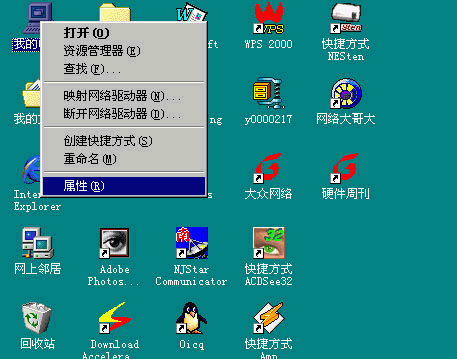 我的
打开(O)
资源管理器(E)
查找(F)...
映射网络驱动器(N)...
断开网络驱动器(D)...
创建快捷方式(S)
重命名(M)
属性(R)
WPS 2000
快捷方式
NESten
我的
y0000217
网络大哥大
Explorer
大众网络
硬件周刊
网上邻居
Adobe
Photos...
NJStar
Communicator
快捷方式
ACDSee32
回收站
Download
Accelera...
Oicq
快捷方式
Amp